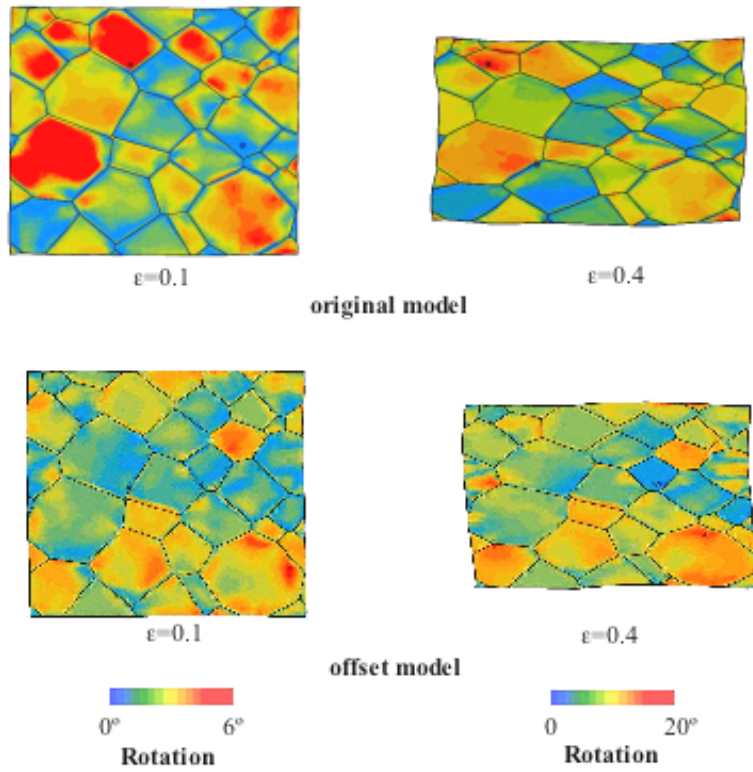 ε=0.1 ε=0.4
original model
ε=0.1 ε=0.4
offset model
0º 6º 0 20º
Rotation Rotation